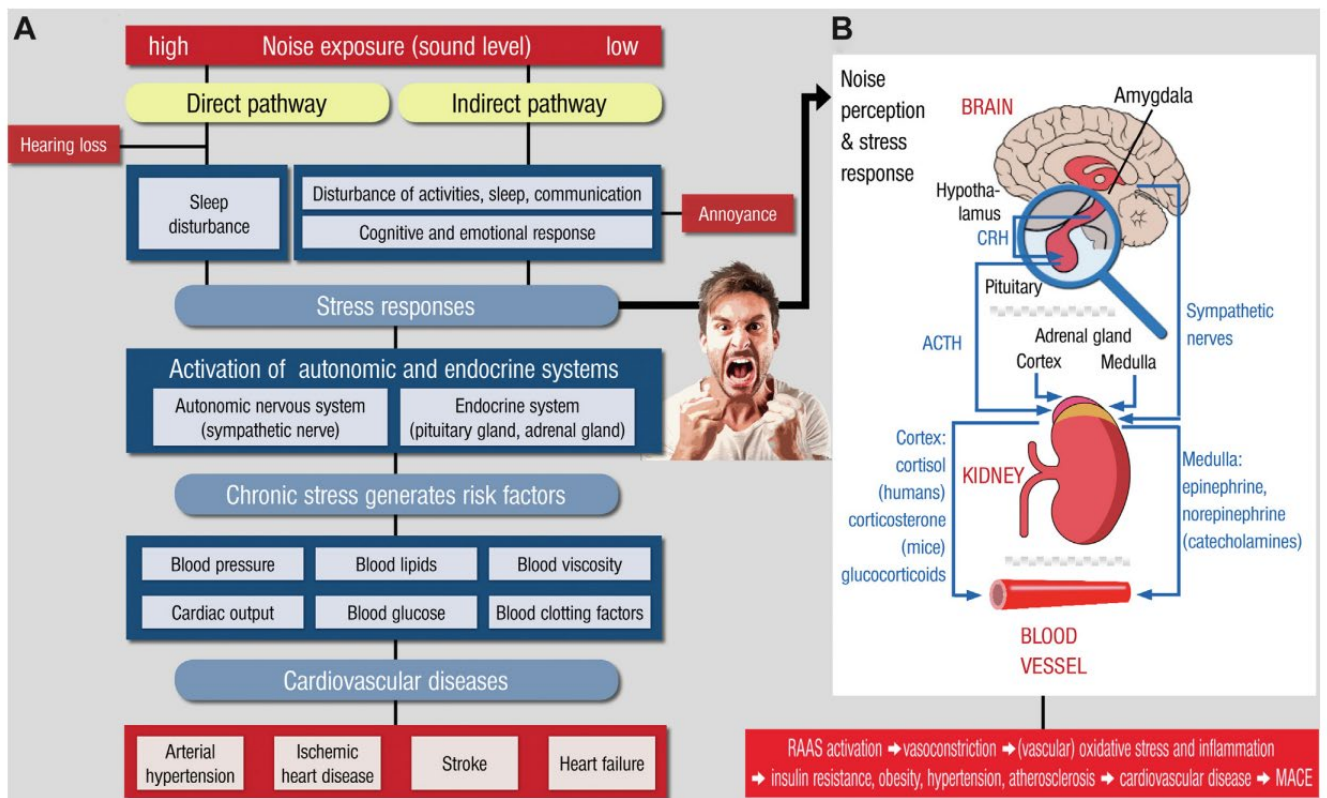 A
high Noise exposure (sound level) low
Direct pathway
Indirect pathway
Hearing loss
Sleep
disturbance
Disturbance of activities, sleep, communication
Cognitive and emotional response
Annoyance
Stress responses
Activation of autonomic and endocrine systems
Autonomic nervous system
(sympathetic nerve)
Endocrine system
(pituitary gland, adrenal gland)
Chronic stress generates risk factors
Blood pressure
Blood lipids
Blood viscosity
Cardiac output
Blood glucose
Blood clotting factors
Cardiovascular diseases
Arterial
hypertension
Ischemic
heart disease
Stroke
Heart failure
B
Noise
perception
& stress
response
BRAIN
Amygdala
Hypotha-
lamus
CRH
Pituitary
ACTH
Sympathetic
nerves
Adrenal gland
Cortex
Medulla
Cortex:
cortisol
(humans)
corticosterone
(mice)
glucocorticoids
KIDNEY
Medulla:
epinephrine,
norepinephrine
(catecholamines)
BLOOD
VESSEL
RAAS activation ➔ vasoconstriction ➔ (vascular) oxidative stress and inflammation
➔ insulin resistance, obesity, hypertension, atherosclerosis ➔ cardiovascular disease ➔ MACE